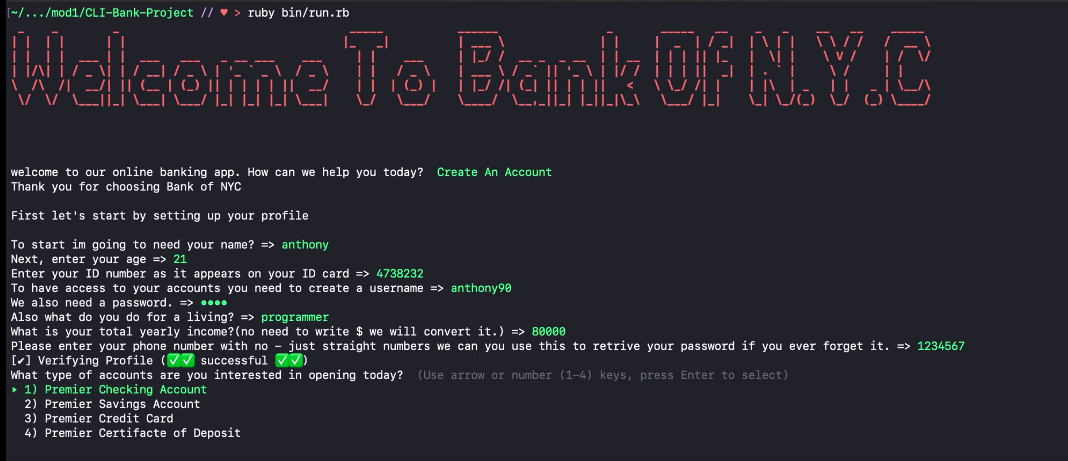 [~/.../mod1/CLI-Bank-Project // ♥ > ruby bin/run.rb
Welcome To Bank Of N.Y.C
welcome to our online banking app. How can we help you today? Create An Account
Thank you for choosing Bank of NYC
First let's start by setting up your profile
To start im going to need your name? => anthony
Next, enter your age => 21
Enter your ID number as it appears on your ID card => 4738232
To have access to your accounts you need to create a username => anthony90
We also need a password. => ●●●●
Also what do you do for a living? => programmer
What is your total yearly income?(no need to write $ we will convert it.) => 80000
Please enter your phone number with no - just straight numbers we can you use this to retrive your password if you ever forget it. => 1234567
[✔] Verifying Profile (✅✅ successful ✅✅)
What type of accounts are you interested in opening today? (Use arrow or number (1-4) keys, press Enter to select)
▸ 1) Premier Checking Account
2) Premier Savings Account
3) Premier Credit Card
4) Premier Certifacte of Deposit